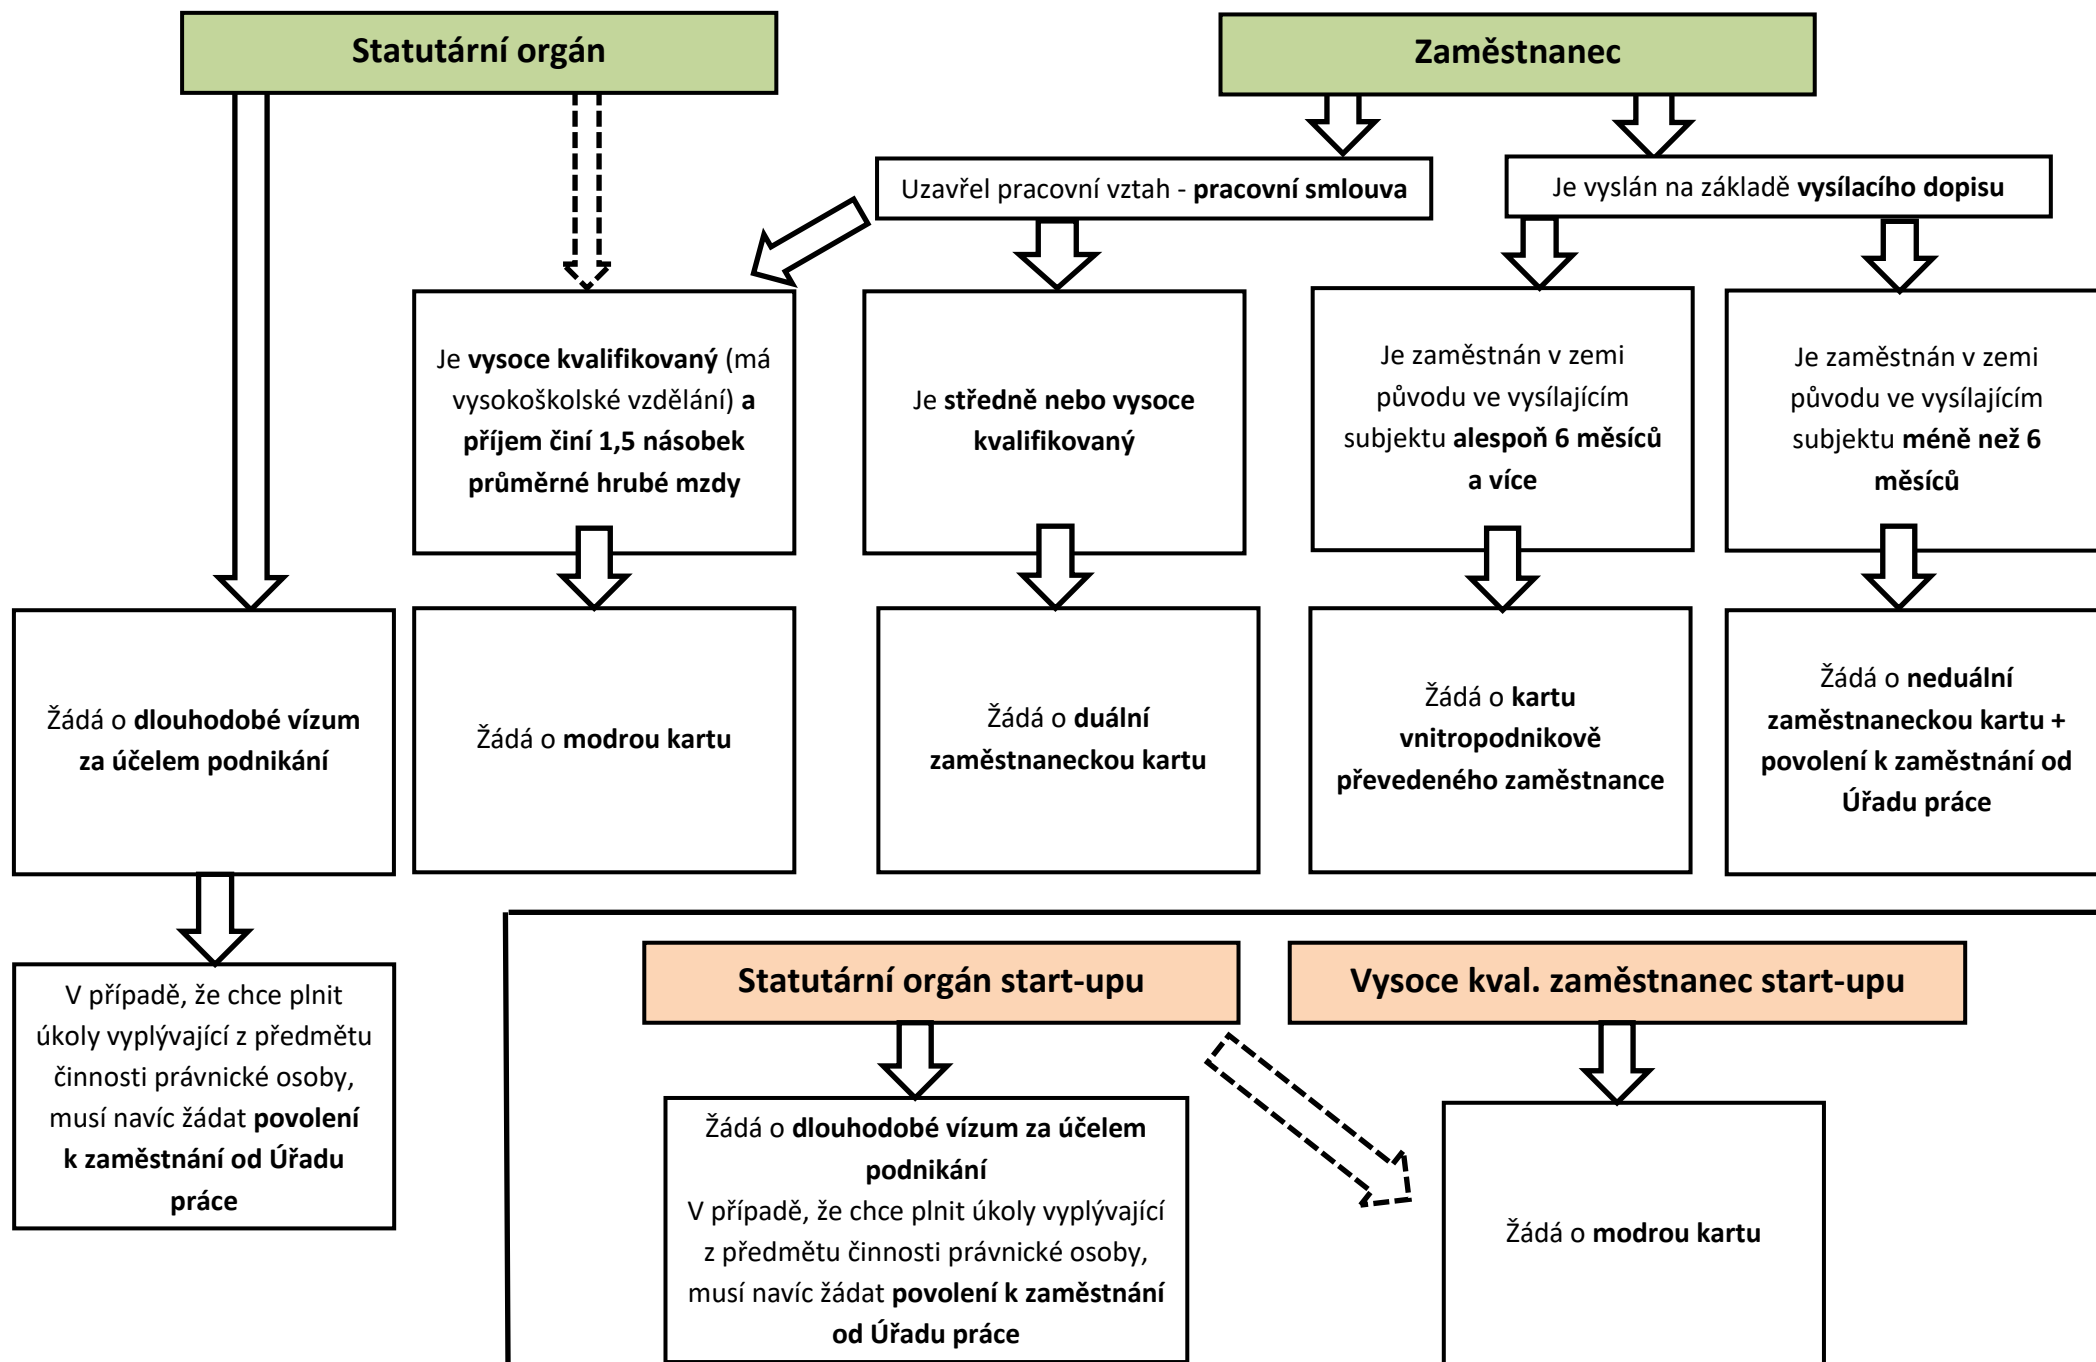 Statutární orgán
Zaměstnanec
Uzavřel pracovní vztah - pracovní smlouva
Je vyslán na základě vysílacího dopisu
Je vysoce kvalifikovaný (má
vysokoškolské vzdělání) a
příjem činí 1,5 násobek
průměrné hrubé mzdy
Je středně nebo vysoce
kvalifikovaný
Je zaměstnán v zemi
původu ve vysílajícím
subjektu alespoň 6 měsíců
a více
Je zaměstnán v zemi
původu ve vysílajícím
subjektu méně než 6
měsíců
Žádá o dlouhodobé vízum
za účelem podnikání
Žádá o modrou kartu
Žádá o duální
zaměstnaneckou kartu
Žádá o kartu
vnitropodnikově
převedeného zaměstnance
Žádá o neduální
zaměstnaneckou kartu +
povolení k zaměstnání od
Úřadu práce
V případě, že chce plnit
úkoly vyplývající z předmětu
činnosti právnické osoby,
musí navíc žádat povolení
k zaměstnání od Úřadu
práce
Statutární orgán start-upu
Vysoce kval. zaměstnanec start-upu
Žádá o dlouhodobé vízum za účelem
podnikání
V případě, že chce plnit úkoly vyplývající
z předmětu činnosti právnické osoby,
musí navíc žádat povolení k zaměstnání
od Úřadu práce
Žádá o modrou kartu